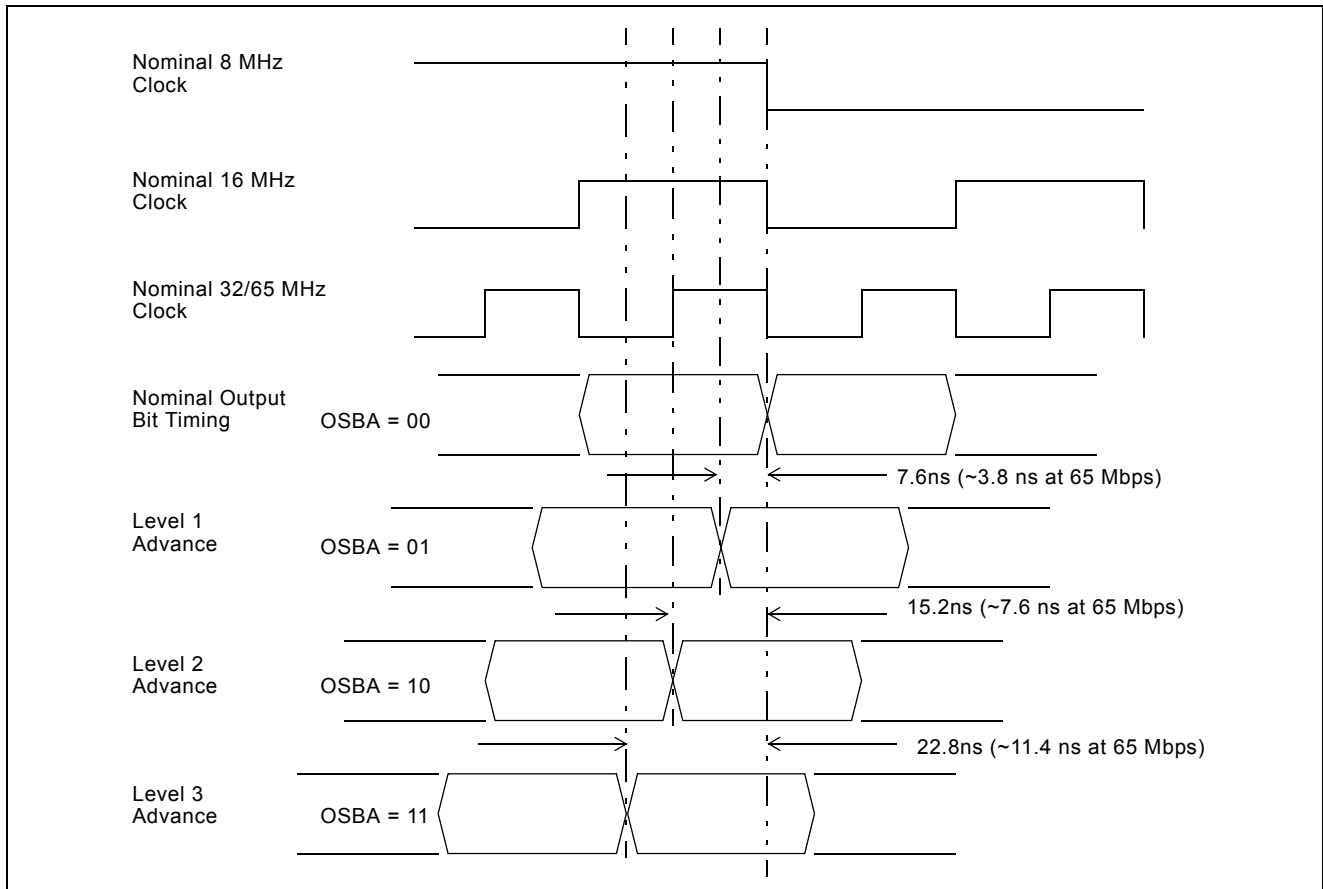 Nominal 8 MHz
Clock
Nominal 16 MHz
Clock
Nominal 32/65 MHz
Clock
Nominal Output
Bit Timing
OSBA = 00
7.6ns (~3.8 ns at 65 Mbps)
Level 1
Advance
OSBA = 01
15.2ns (~7.6 ns at 65 Mbps)
Level 2
Advance
OSBA = 10
22.8ns (~11.4 ns at 65 Mbps)
Level 3
Advance
OSBA = 11